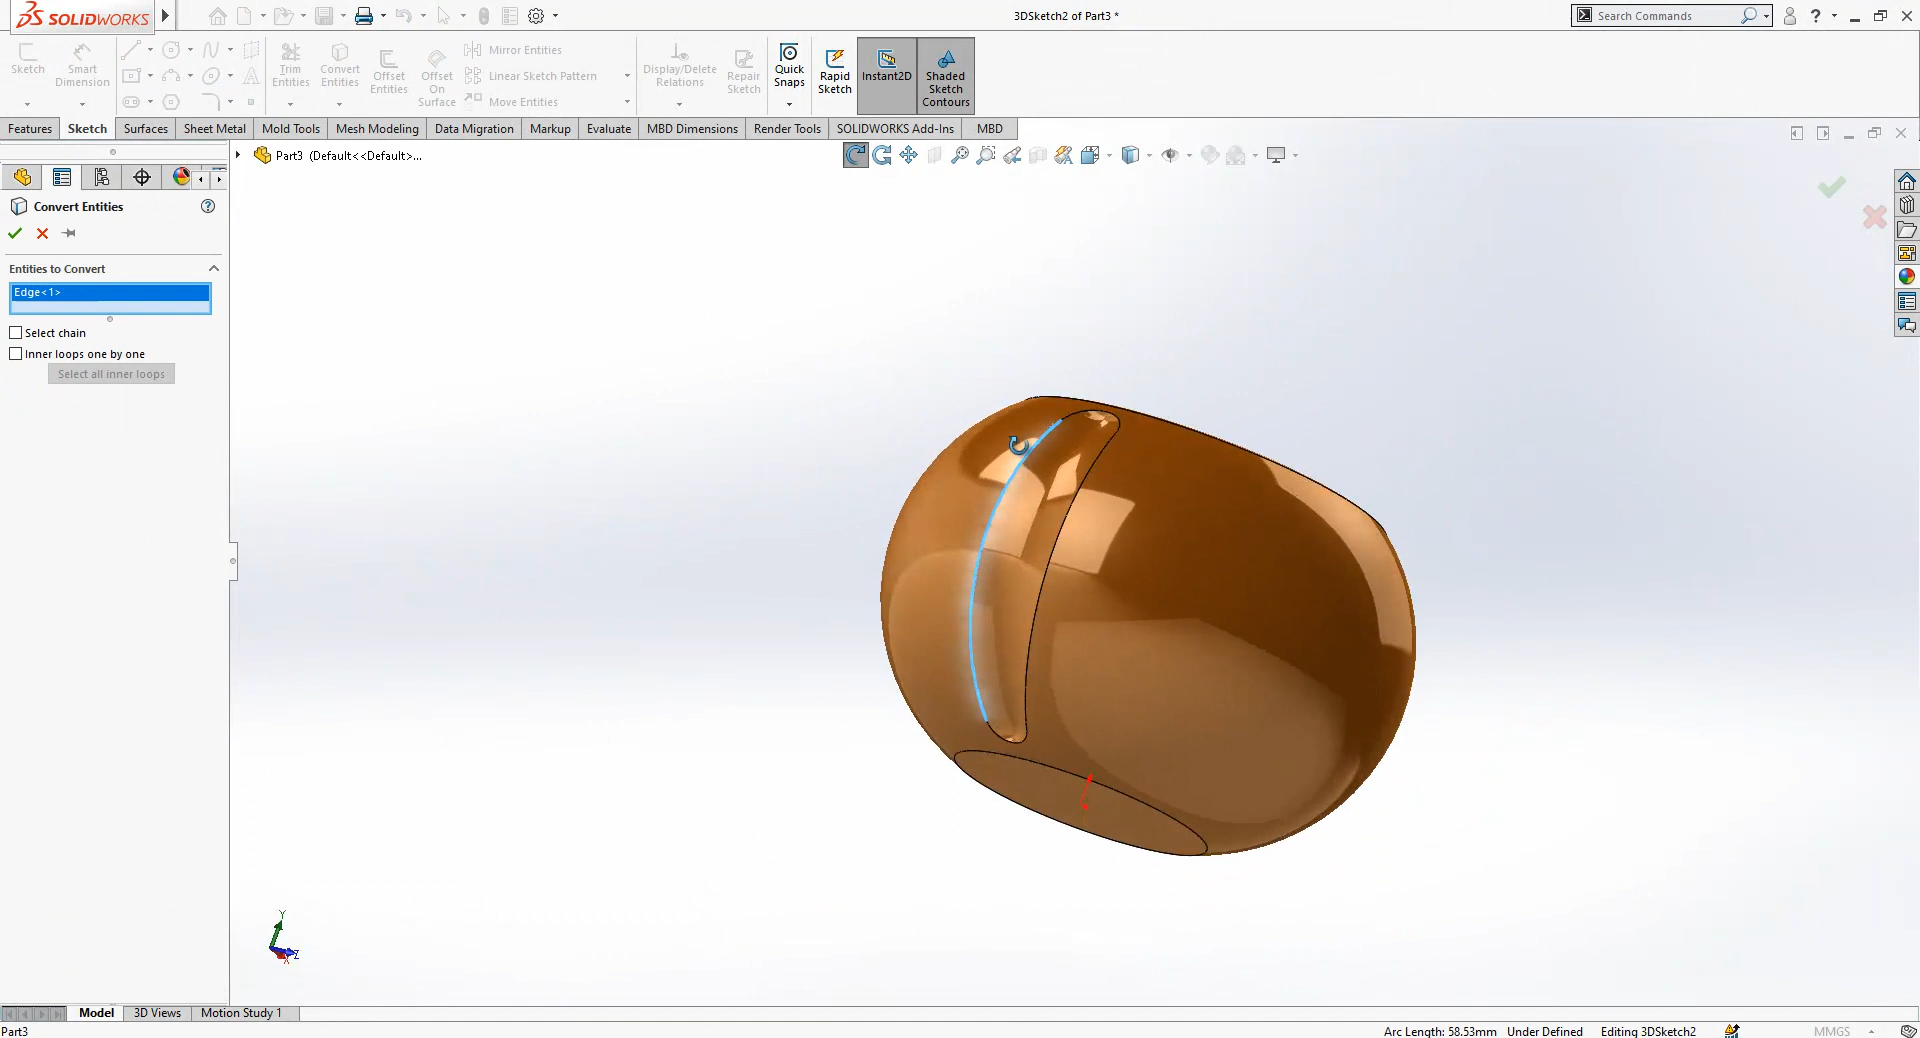 SOLIDWORKS
3DSketch2 of Part3 *
Search Commands
Sketch
Smart
Dimension
Trim
Entities
Convert
Entities
Offset
Entities
Offset
On
Surface
Mirror Entities
Linear Sketch Pattern
Move Entities
Display/Delete
Relations
Repair
Sketch
Quick
Snaps
Rapid
Sketch
Instant2D
Shaded
Sketch
Contours
Features
Sketch
Surfaces
Sheet Metal
Mold Tools
Mesh Modeling
Data Migration
Markup
Evaluate
MBD Dimensions
Render Tools
SOLIDWORKS Add-Ins
MBD
Part3 (Default<<Default>...
Convert Entities
Entities to Convert
Edge<1>
Select chain
Inner loops one by one
Select all inner loops
Y
Z
X
Model
3D Views
Motion Study 1
Part3
Arc Length: 58.53mm
Under Defined
Editing 3DSketch2
MMGS